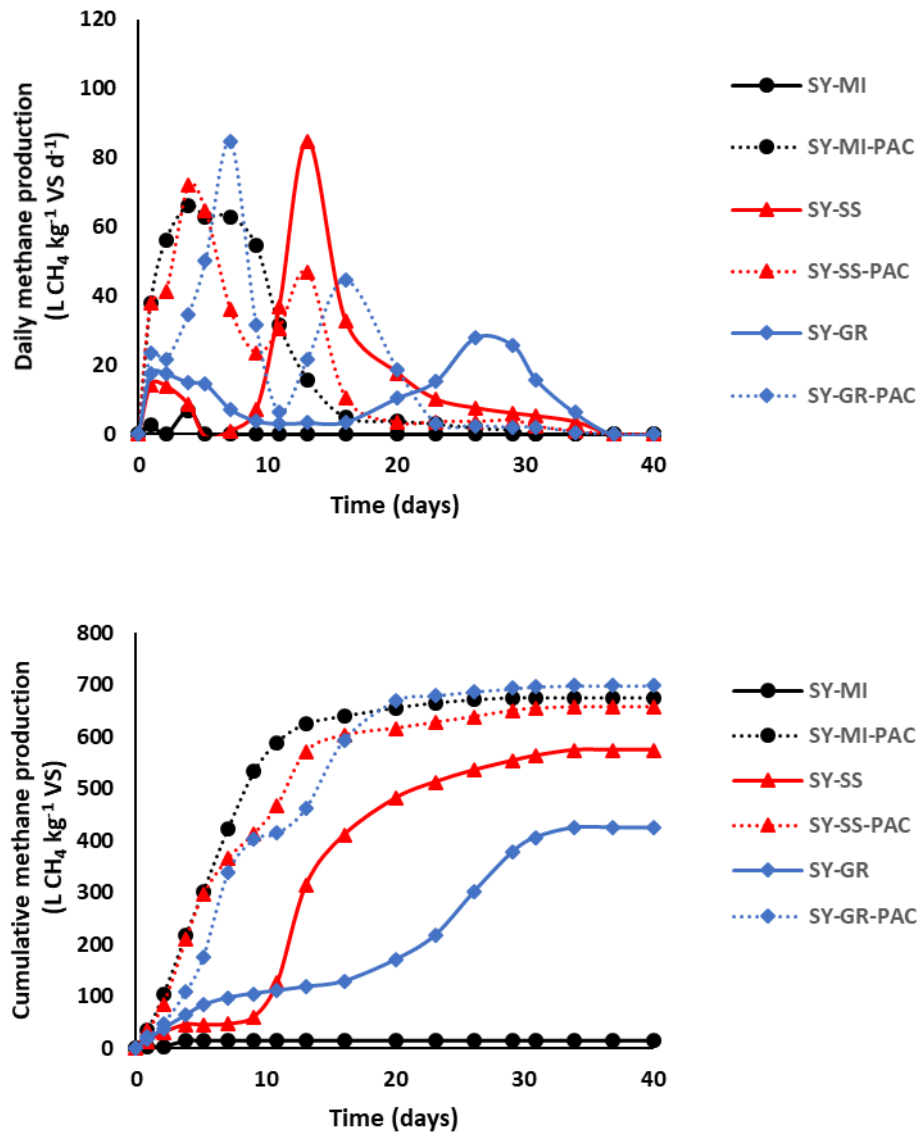 120
100
80
60
40
20
0
Daily methane production
(L CH₄ kg⁻¹ VS d⁻¹)
0 10 20 30 40
Time (days)
SY-MI
SY-MI-PAC
SY-SS
SY-SS-PAC
SY-GR
SY-GR-PAC
800
700
600
500
400
300
200
100
0
Cumulative methane production
(L CH₄ kg⁻¹ VS)
0 10 20 30 40
Time (days)
SY-MI
SY-MI-PAC
SY-SS
SY-SS-PAC
SY-GR
SY-GR-PAC